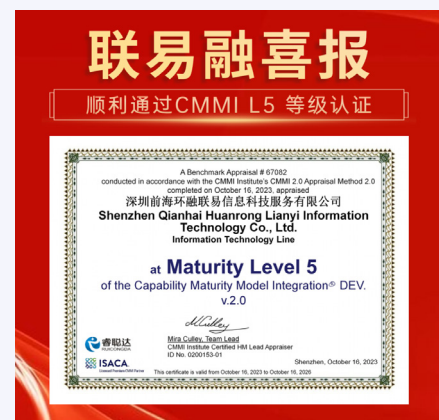 联易融喜报
顺利通过CMMI L5 等级认证
A Benchmark Appraisal # 67082
conducted in accordance with the CMMI Institute's CMMI 2.0 Appraisal Method 2.0
completed on October 16, 2023, appraised
深圳前海环融联易信息科技服务有限公司
Shenzhen Qianhai Huanrong Lianyi Information
Technology Co., Ltd.
Information Technology Line
at Maturity Level 5
of the Capability Maturity Model Integration® DEV.
v.2.0
Mira Culley, Team Lead
CMMI Institute Certified HM Lead Appraiser
ID No. 0200153-01
睿聪达
RUICONGDA
ISACA
Shenzhen, October 16, 2023
This certificate is valid from October 16, 2023 to October 16, 2026